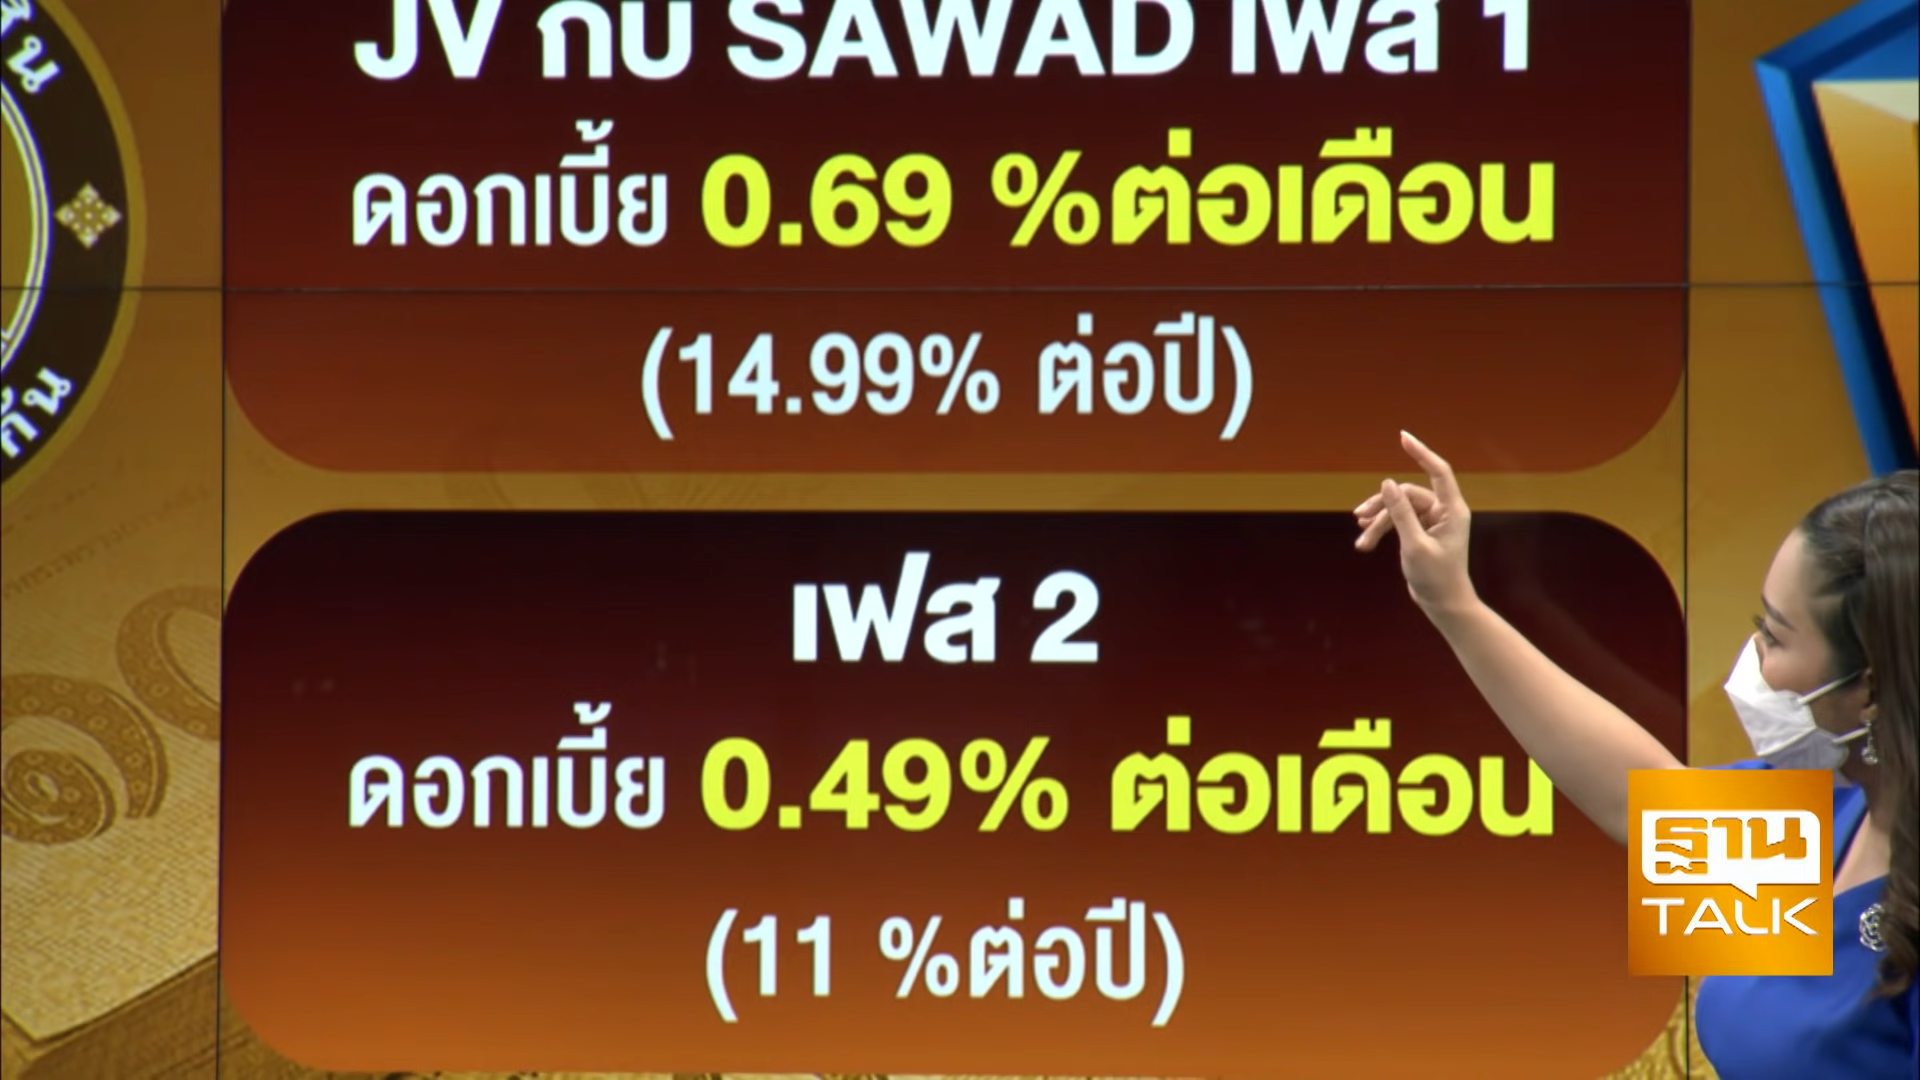 JV กับ SAWAD เฟส 1
ดอกเบี้ย 0.69 %ต่อเดือน
(14.99% ต่อปี)
เฟส 2
ดอกเบี้ย 0.49% ต่อเดือน
(11 %ต่อปี)
ฐาน
TALK